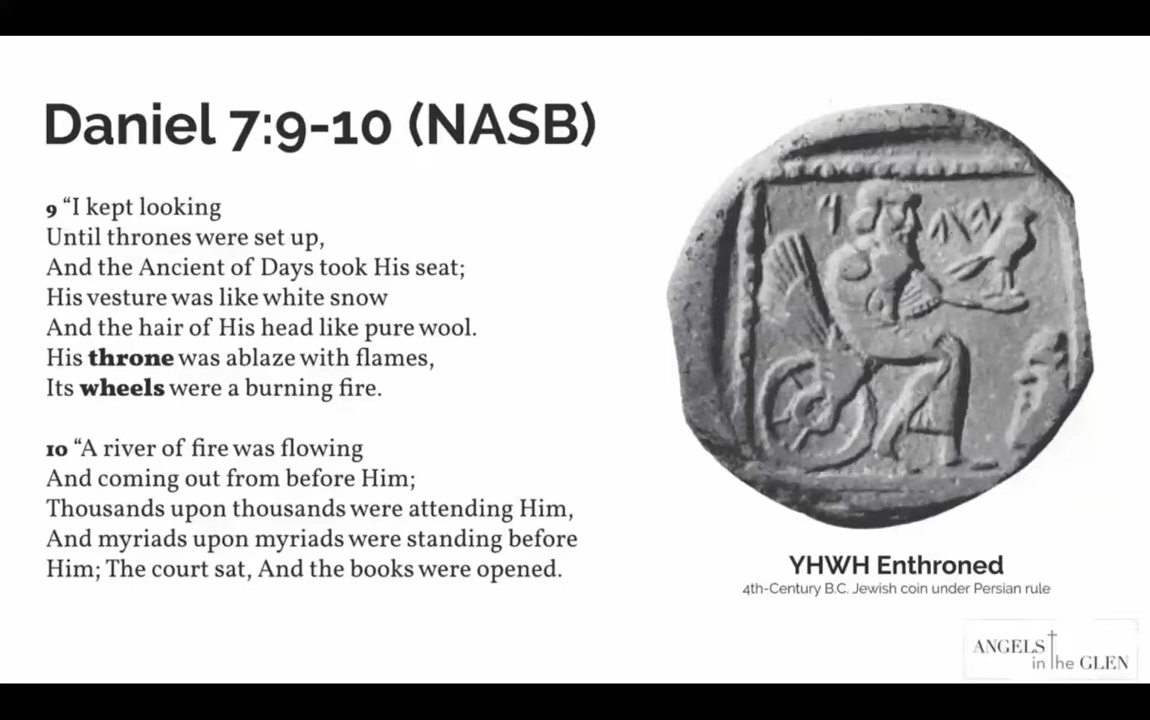 Daniel 7:9-10 (NASB)
9 “I kept looking
Until thrones were set up,
And the Ancient of Days took His seat;
His vesture was like white snow
And the hair of His head like pure wool.
His throne was ablaze with flames,
Its wheels were a burning fire.
10 “A river of fire was flowing
And coming out from before Him;
Thousands upon thousands were attending Him,
And myriads upon myriads were standing before
Him; The court sat, And the books were opened.
YHWH Enthroned
4th-Century B.C. Jewish coin under Persian rule
ANGELS
in the GLEN